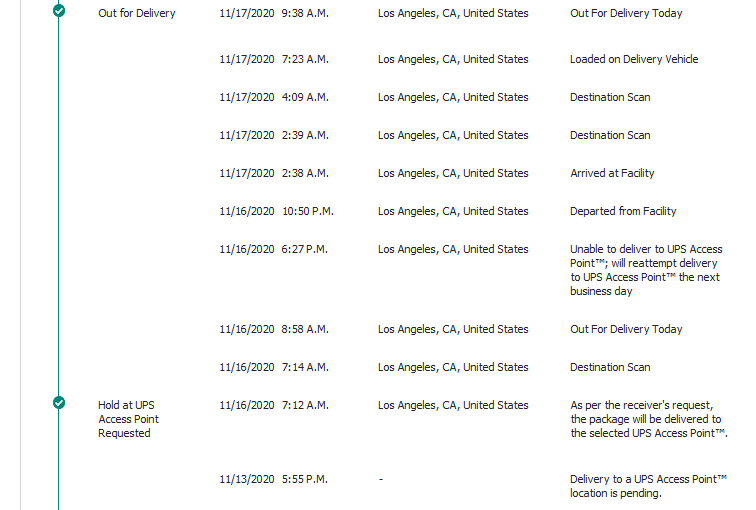 Out for Delivery 11/17/2020 9:38 A.M. Los Angeles, CA, United States Out For Delivery Today
11/17/2020 7:23 A.M. Los Angeles, CA, United States Loaded on Delivery Vehicle
11/17/2020 4:09 A.M. Los Angeles, CA, United States Destination Scan
11/17/2020 2:39 A.M. Los Angeles, CA, United States Destination Scan
11/17/2020 2:38 A.M. Los Angeles, CA, United States Arrived at Facility
11/16/2020 10:50 P.M. Los Angeles, CA, United States Departed from Facility
11/16/2020 6:27 P.M. Los Angeles, CA, United States Unable to deliver to UPS Access
Point™; will reattempt delivery
to UPS Access Point™ the next
business day
11/16/2020 8:58 A.M. Los Angeles, CA, United States Out For Delivery Today
11/16/2020 7:14 A.M. Los Angeles, CA, United States Destination Scan
Hold at UPS 11/16/2020 7:12 A.M. Los Angeles, CA, United States As per the receiver's request,
Access Point the package will be delivered to
Requested the selected UPS Access Point™.
11/13/2020 5:55 P.M. - Delivery to a UPS Access Point™
location is pending.